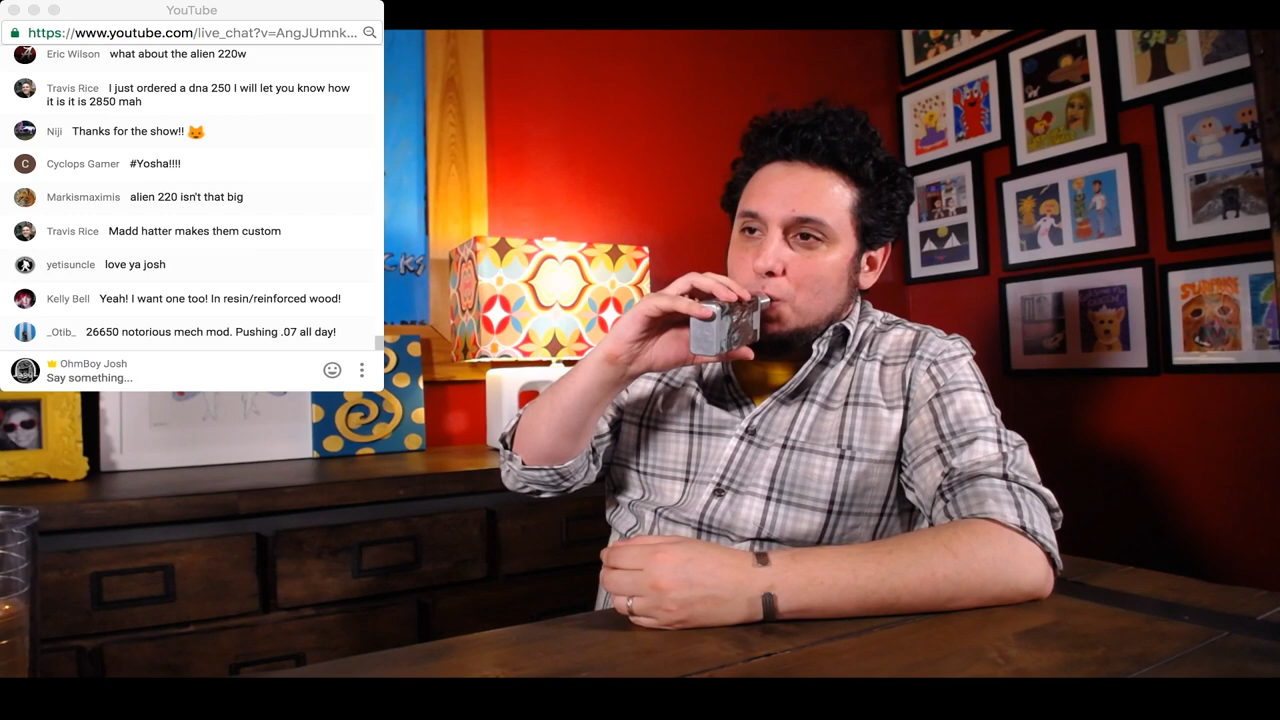 YouTube
https://www.youtube.com/live_chat?v=AngJUmnk...
Eric Wilson what about the alien 220w
Travis Rice I just ordered a dna 250 I will let you know how
it is it is 2850 mah
Niji Thanks for the show!!
C
Cyclops Gamer #Yosha!!!!
Markismaximis alien 220 isn't that big
Travis Rice Madd hatter makes them custom
yetisuncle love ya josh
Kelly Bell Yeah! I want one too! In resin/reinforced wood!
_Otib_ 26650 notorious mech mod. Pushing .07 all day!
OhmBoy Josh
Say something...
CKS